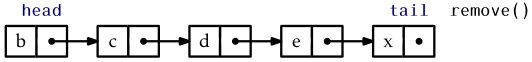 head tail remove()
b c d e x